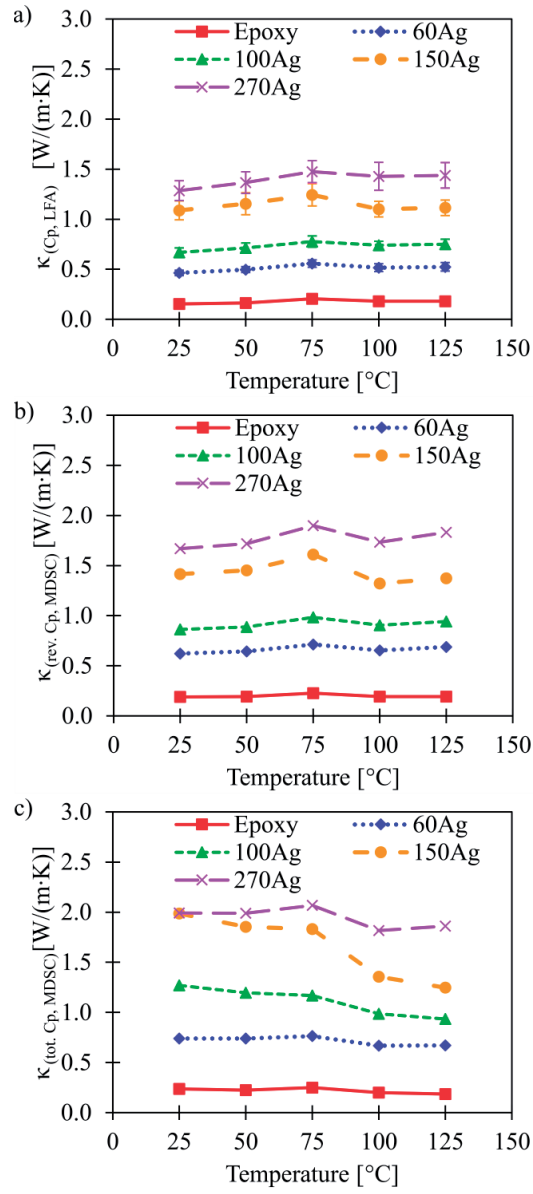 a)
Epoxy 60Ag
100Ag 150Ag
270Ag
κ(Cp, LFA) [W/(m·K)]
3.0
2.5
2.0
1.5
1.0
0.5
0.0
0 25 50 75 100 125 150
Temperature [°C]
b)
Epoxy 60Ag
100Ag 150Ag
270Ag
κ(rev. Cp, MDSC) [W/(m·K)]
3.0
2.5
2.0
1.5
1.0
0.5
0.0
0 25 50 75 100 125 150
Temperature [°C]
c)
Epoxy 60Ag
100Ag 150Ag
270Ag
κ(tot. Cp, MDSC) [W/(m·K)]
3.0
2.5
2.0
1.5
1.0
0.5
0.0
0 25 50 75 100 125 150
Temperature [°C]